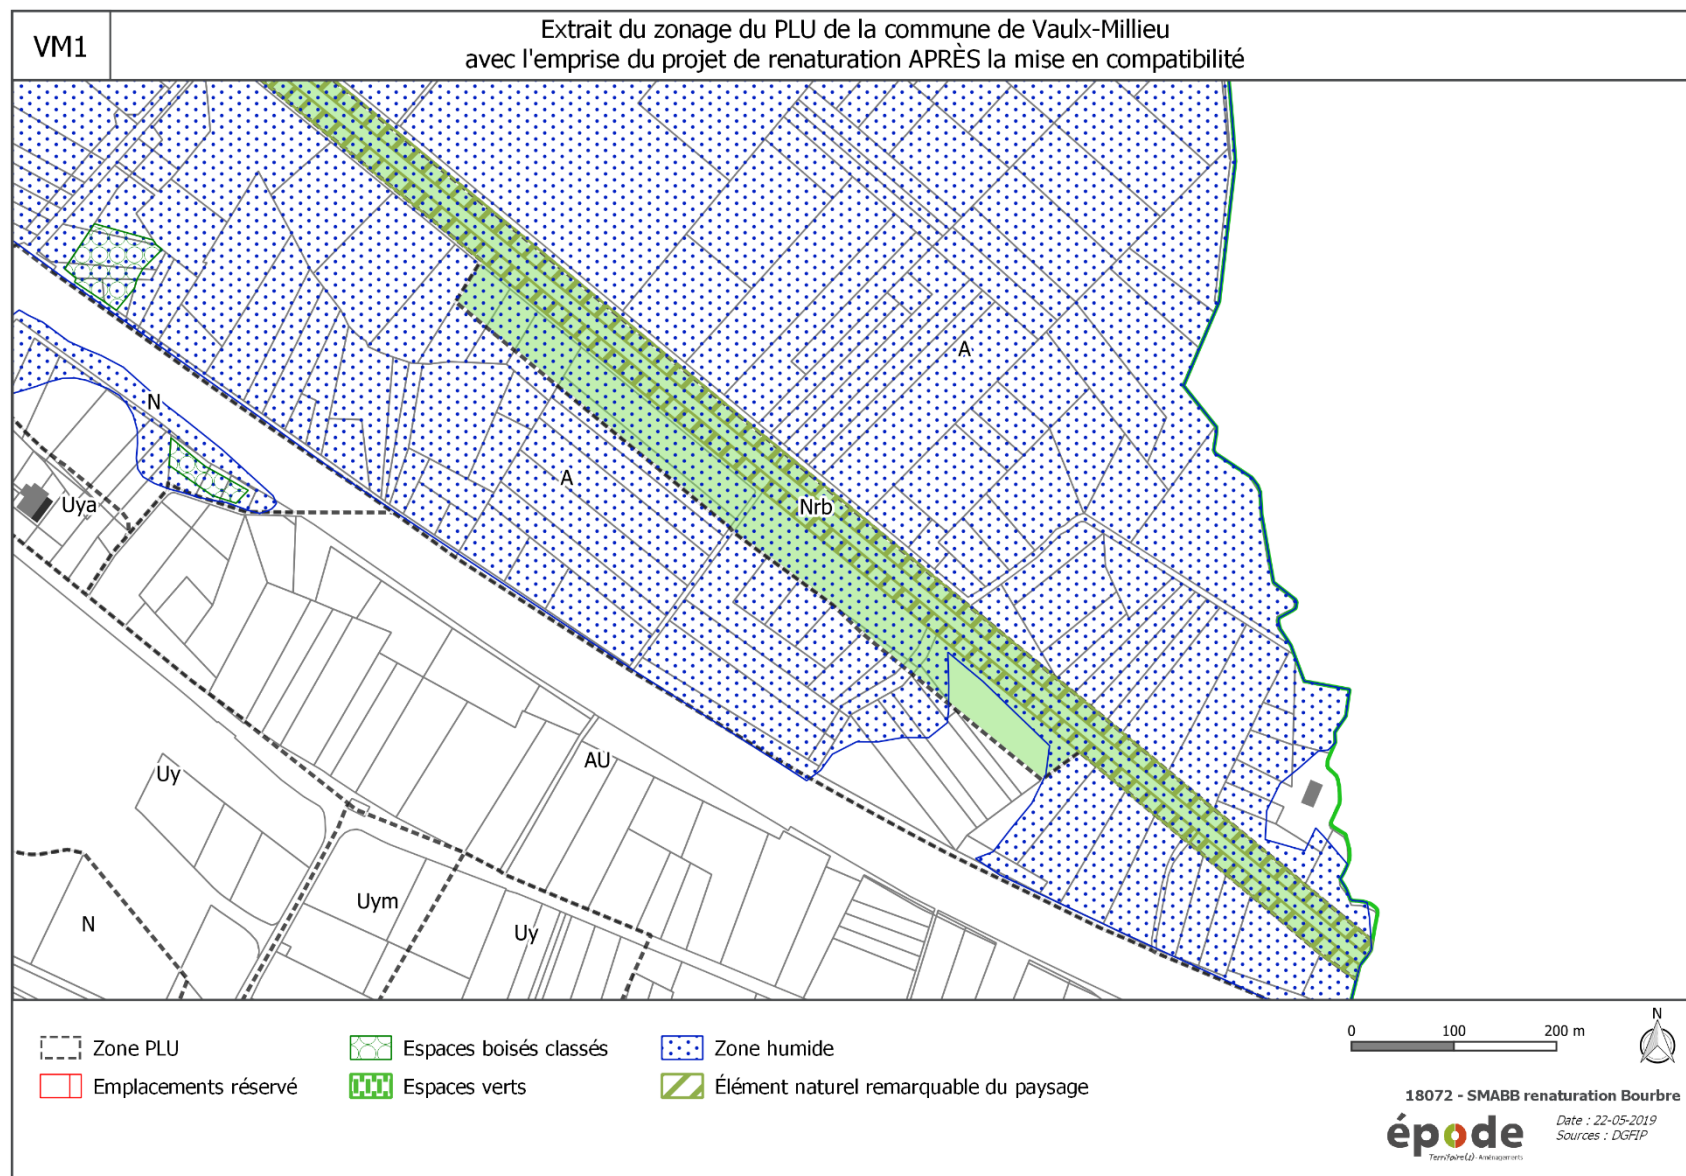 VM1
Extrait du zonage du PLU de la commune de Vaulx-Millieu
avec l'emprise du projet de renaturation APRÈS la mise en compatibilité
A
N
A
Uya
Nrb
Uy
AU
Uym
N
Uy
Zone PLU
Espaces boisés classés
Zone humide
Emplacements réservé
Espaces verts
Élément naturel remarquable du paysage
0 100 200 m
N
18072 - SMABB renaturation Bourbre
épode
Territoire(s) - Aménagements
Date : 22-05-2019
Sources : DGFIP